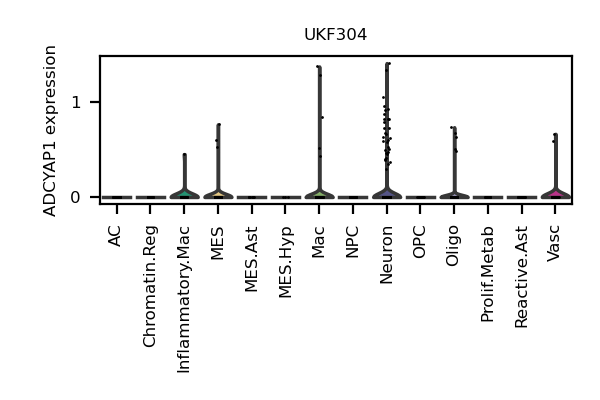 UKF304
ADCYAP1 expression
1
0
AC
Chromatin.Reg
Inflammatory.Mac
MES
MES.Ast
MES.Hyp
Mac
NPC
Neuron
OPC
Oligo
Prolif.Metab
Reactive.Ast
Vasc